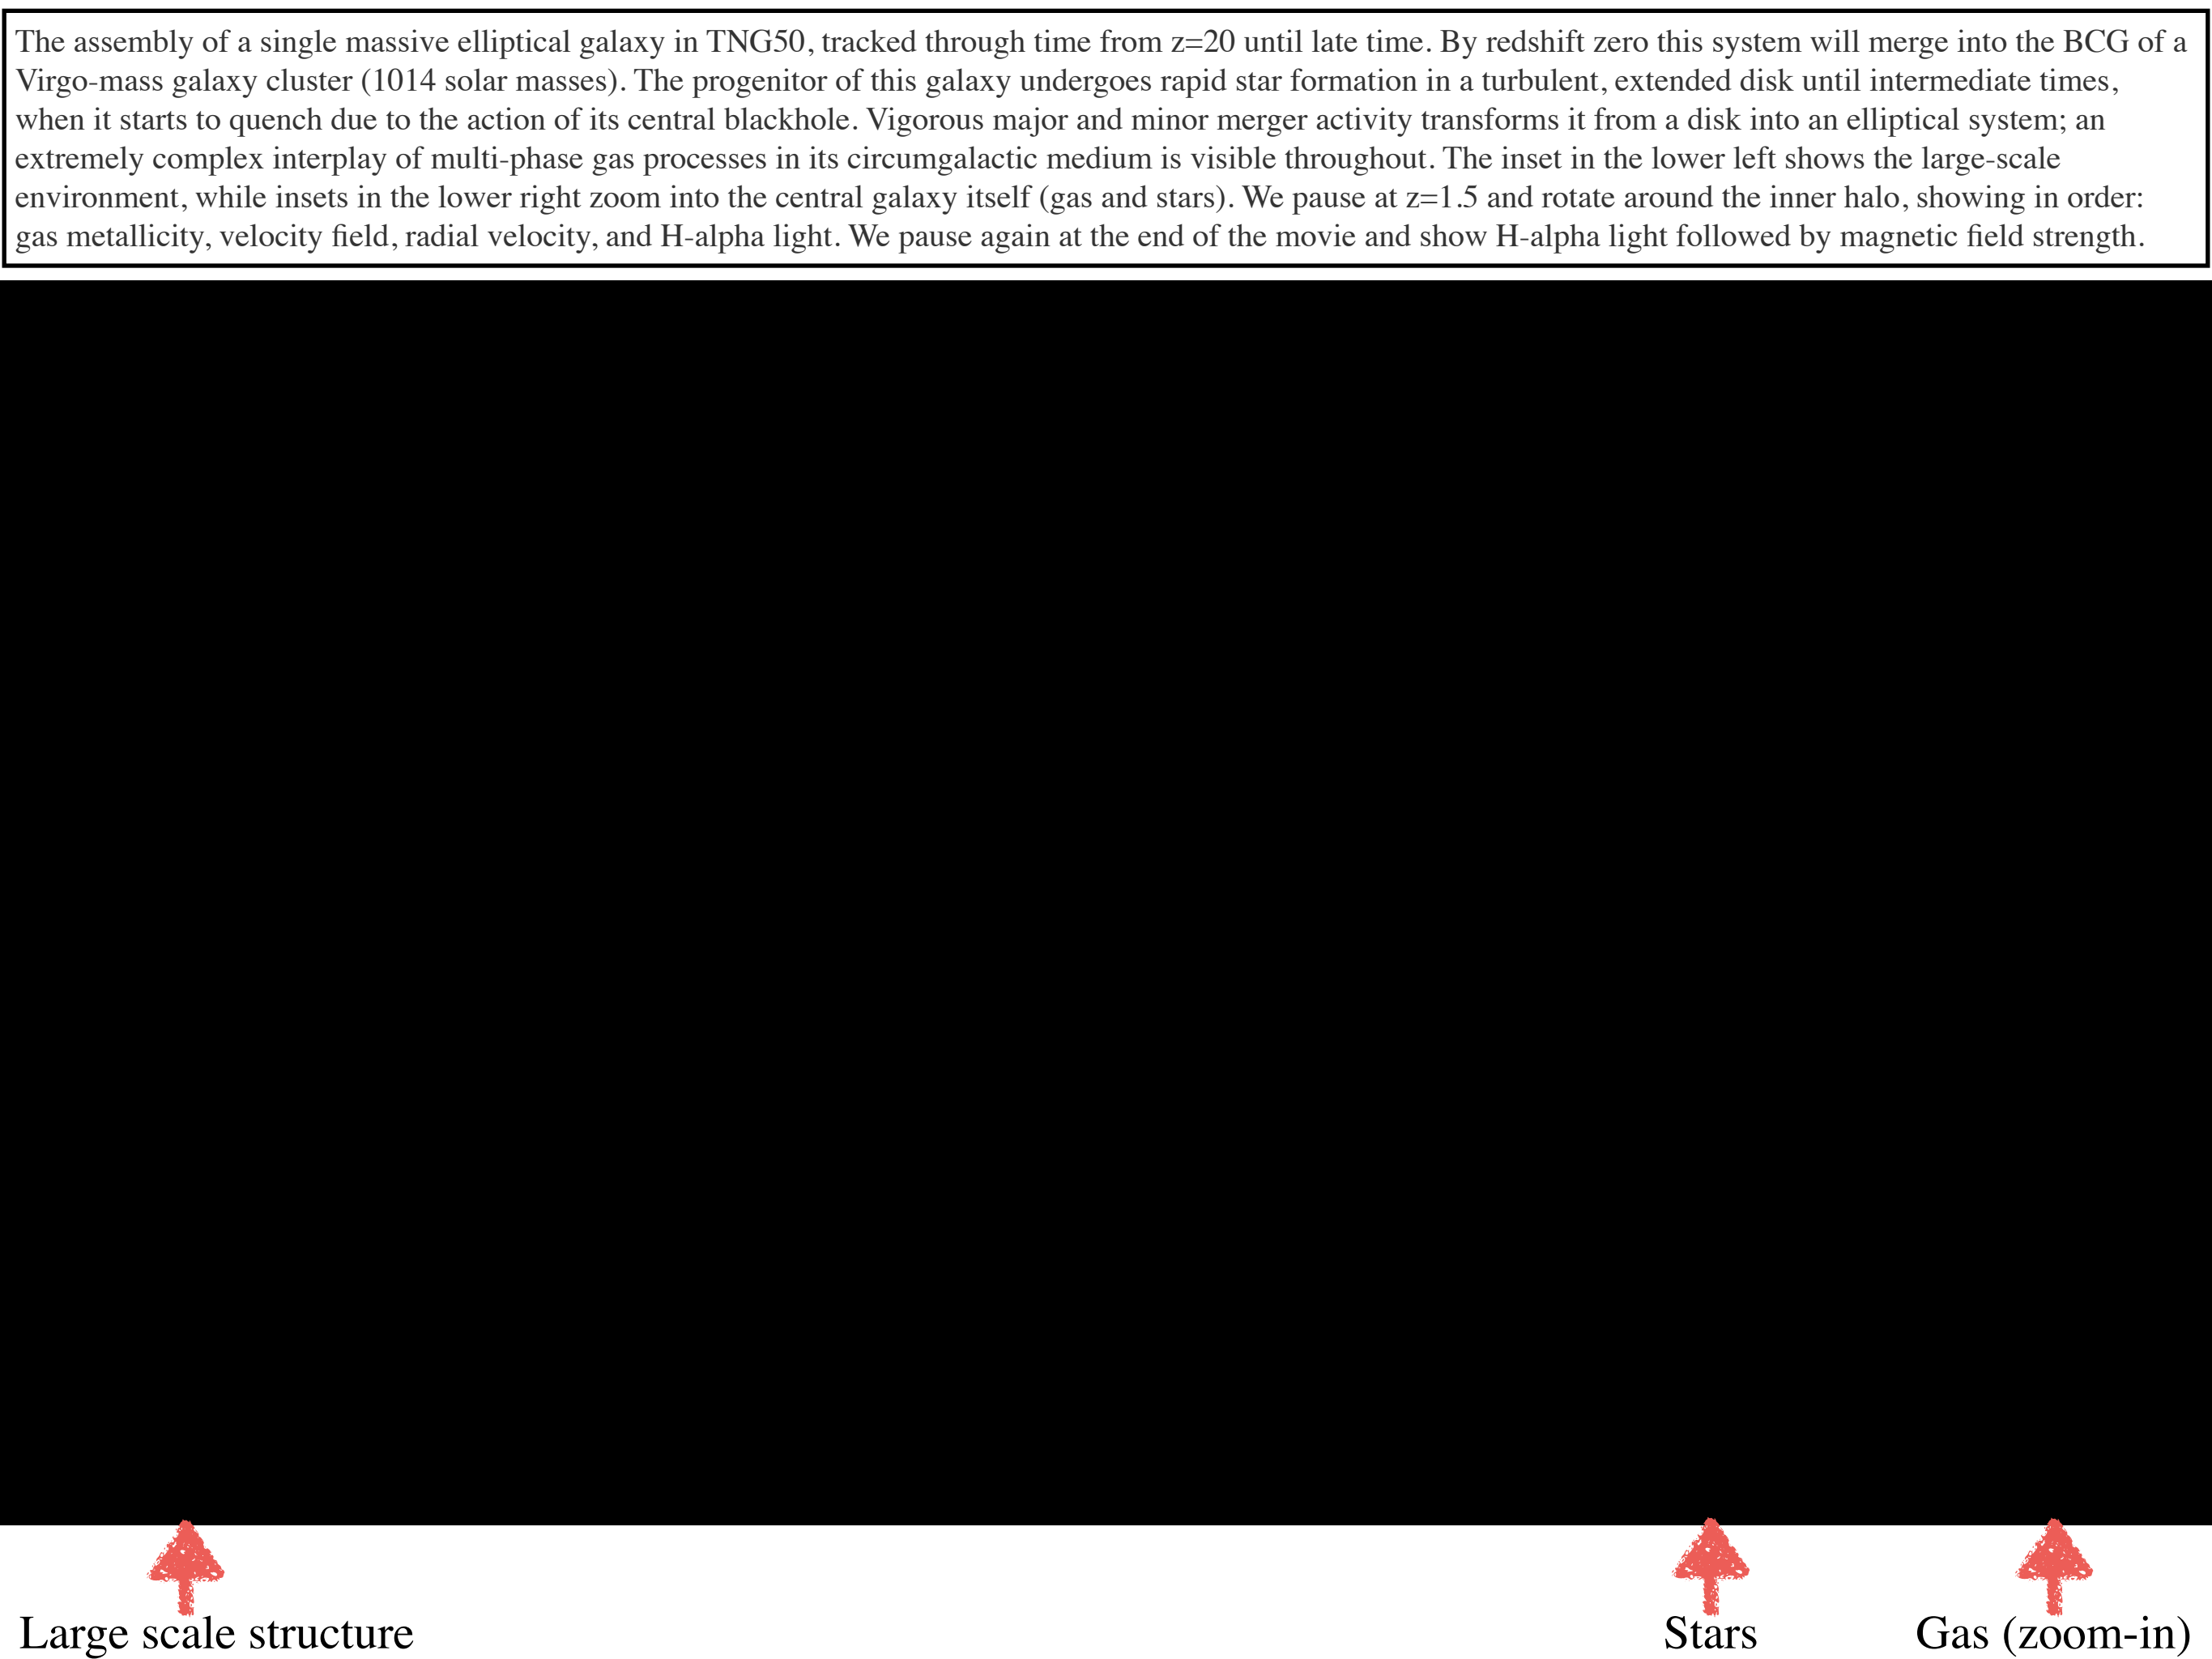 The assembly of a single massive elliptical galaxy in TNG50, tracked through time from z=20 until late time. By redshift zero this system will merge into the BCG of a
Virgo-mass galaxy cluster (1014 solar masses). The progenitor of this galaxy undergoes rapid star formation in a turbulent, extended disk until intermediate times,
when it starts to quench due to the action of its central blackhole. Vigorous major and minor merger activity transforms it from a disk into an elliptical system; an
extremely complex interplay of multi-phase gas processes in its circumgalactic medium is visible throughout. The inset in the lower left shows the large-scale
environment, while insets in the lower right zoom into the central galaxy itself (gas and stars). We pause at z=1.5 and rotate around the inner halo, showing in order:
gas metallicity, velocity field, radial velocity, and H-alpha light. We pause again at the end of the movie and show H-alpha light followed by magnetic field strength.
Large scale structure
Stars
Gas (zoom-in)